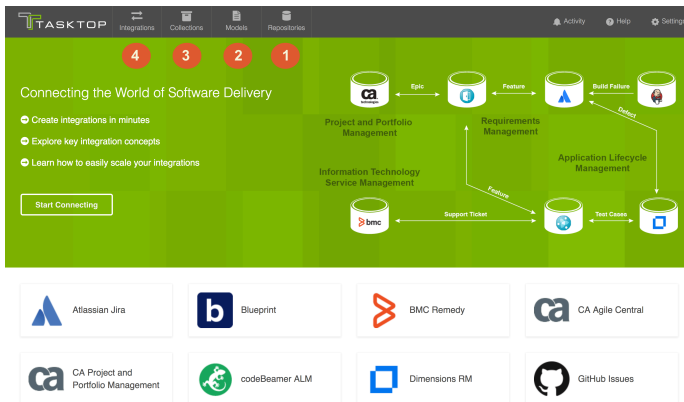 TASKTOP
Integrations
Collections
Models
Repositories
Activity
Help
Settings
4
3
2
1
Connecting the World of Software Delivery
Create integrations in minutes
Explore key integration concepts
Learn how to easily scale your integrations
Start Connecting
ca
technologies
Epic
Feature
Build Failure
Defect
Project and Portfolio
Management
Requirements
Management
Application Lifecycle
Management
Information Technology
Service Management
Feature
bmc
Support Ticket
Test Cases
Atlassian Jira
b
Blueprint
BMC Remedy
ca
CA Agile Central
ca
CA Project and
Portfolio Management
codeBeamer ALM
Dimensions RM
GitHub Issues